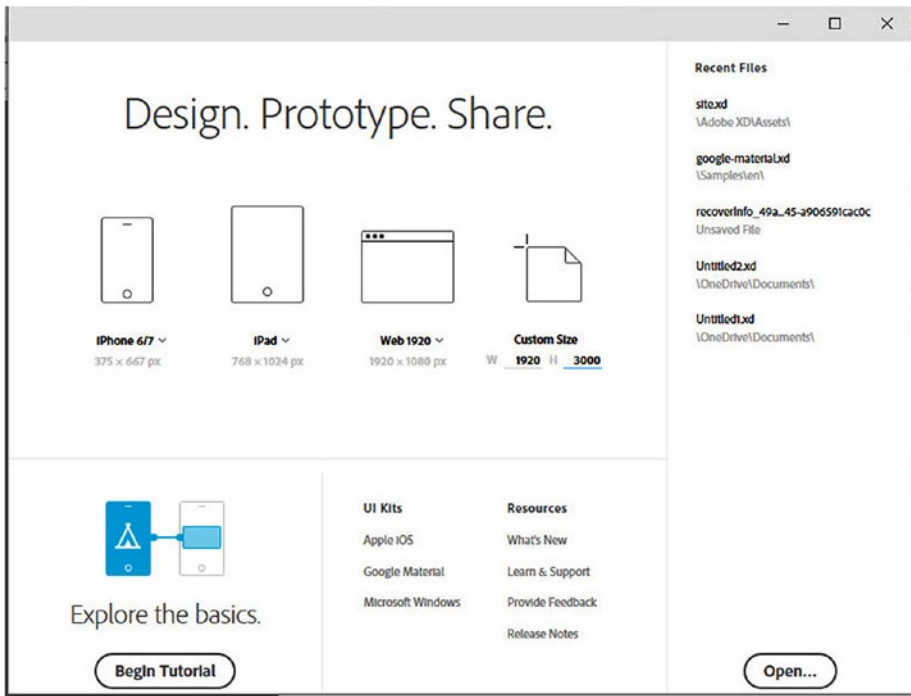 Design. Prototype. Share.
iPhone 6/7
375 × 667 px
iPad
768 × 1024 px
Web 1920
1920 × 1080 px
Custom Size
W 1920 H 3000
Explore the basics.
Begin Tutorial
UI Kits
Apple iOS
Google Material
Microsoft Windows
Resources
What's New
Learn & Support
Provide Feedback
Release Notes
Recent Files
site.xd
\Adobe XD\Assets\
google-material.xd
\Samples\en\
recoverInfo_49a...45-a906591cac0c
Unsaved File
Untitled2.xd
\OneDrive\Documents\
Untitled1.xd
\OneDrive\Documents\
Open...